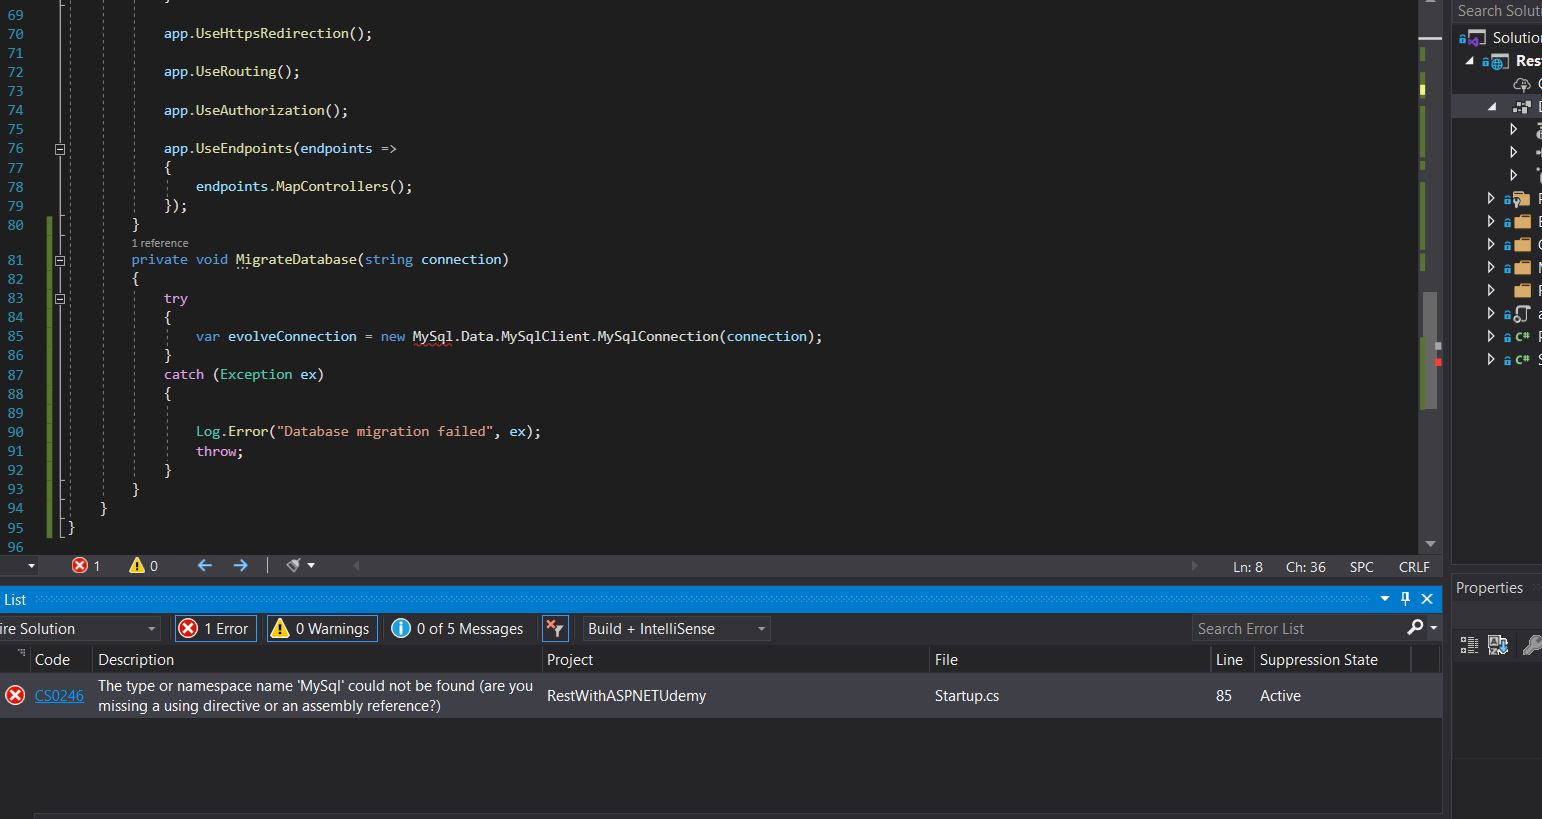 69
70 app.UseHttpsRedirection();
71
72 app.UseRouting();
73
74 app.UseAuthorization();
75
76 app.UseEndpoints(endpoints =>
77 {
78 endpoints.MapControllers();
79 });
80 }
1 reference
81 private void MigrateDatabase(string connection)
82 {
83 try
84 {
85 var evolveConnection = new MySql.Data.MySqlClient.MySqlConnection(connection);
86 }
87 catch (Exception ex)
88 {
89
90 Log.Error("Database migration failed", ex);
91 throw;
92 }
93 }
94 }
95 }
96
1 0 Ln: 8 Ch: 36 SPC CRLF
List
ire Solution 1 Error 0 Warnings 0 of 5 Messages Build + IntelliSense Search Error List
Code Description Project File Line Suppression State
CS0246 The type or namespace name 'MySql' could not be found (are you
missing a using directive or an assembly reference?) RestWithASPNETUdemy Startup.cs 85 Active
Search Soluti
Solution
Res
C#
C#
Properties